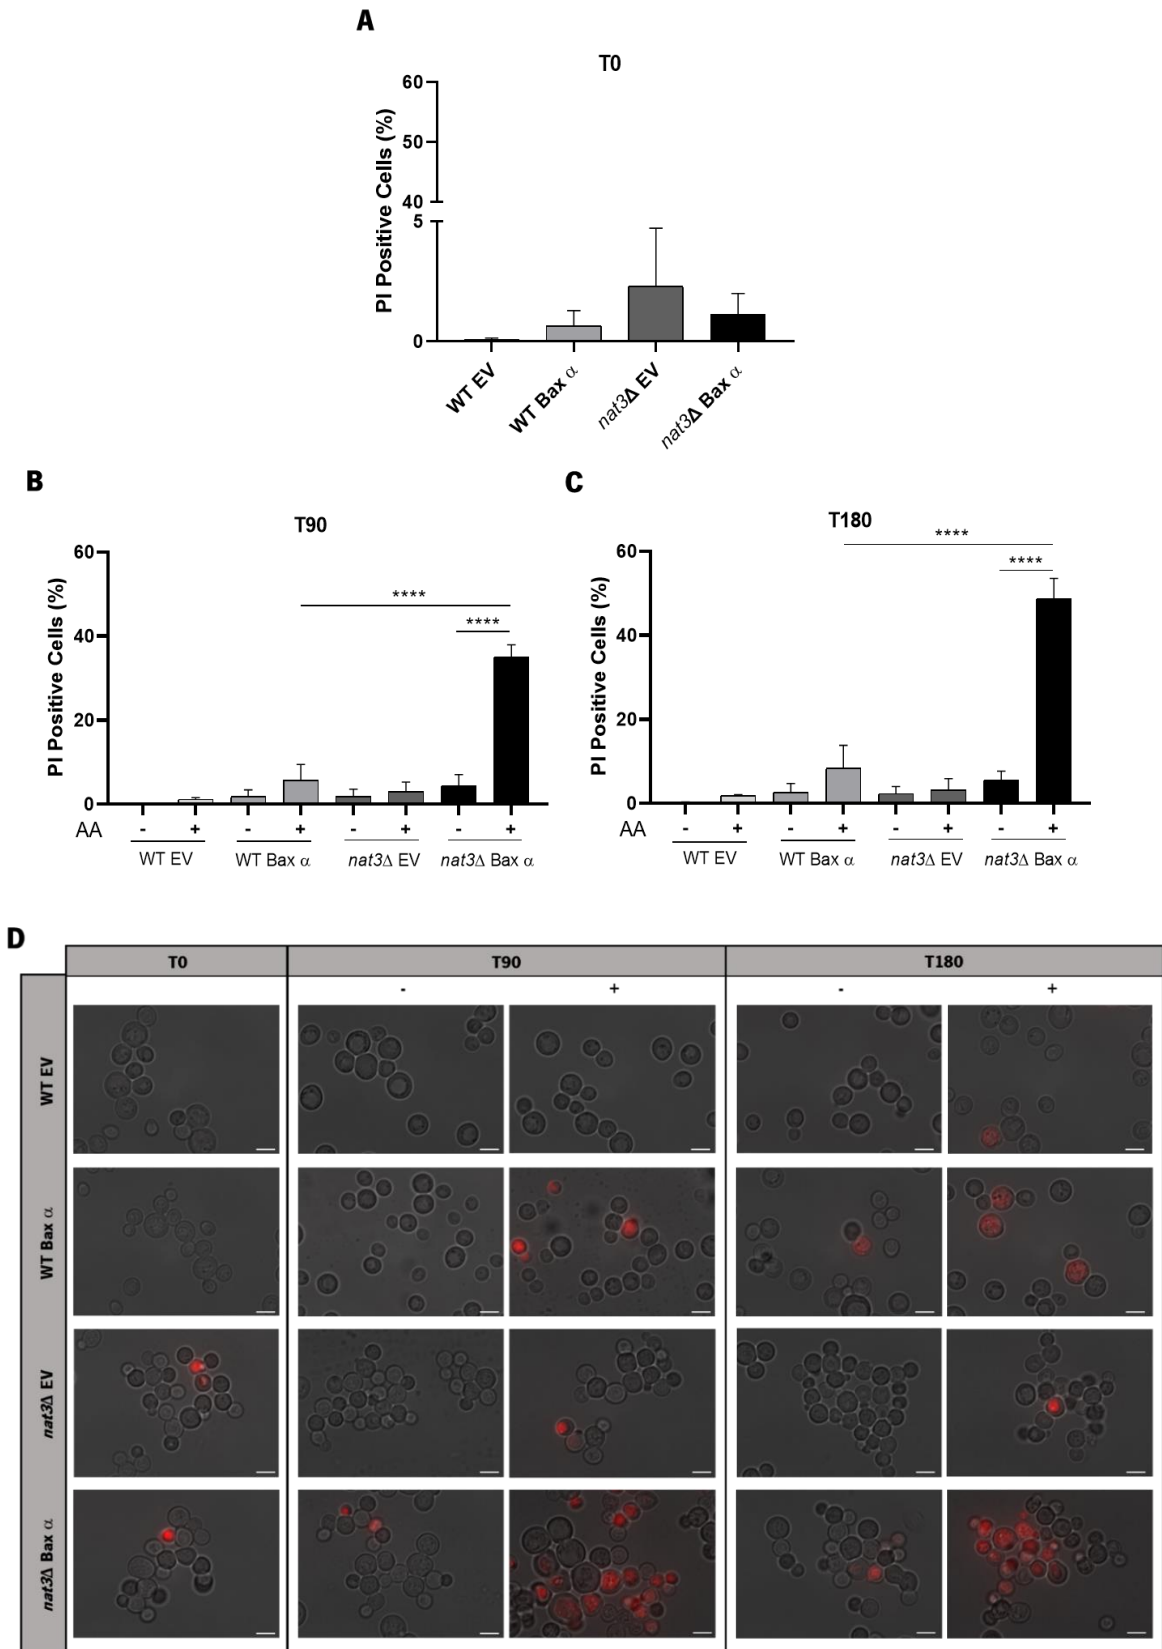 A
T0
PI Positive Cells (%)
60
50
40
5
0
WT EV
WT Bax α
nat3Δ EV
nat3Δ Bax α
B
T90
PI Positive Cells (%)
60
40
20
0
****
****
AA - + - + - + - +
WT EV WT Bax α nat3Δ EV nat3Δ Bax α
C
T180
PI Positive Cells (%)
60
40
20
0
****
****
AA - + - + - + - +
WT EV WT Bax α nat3Δ EV nat3Δ Bax α
D
T0 T90 T180
- + - +
WT EV
WT Bax α
nat3Δ EV
nat3Δ Bax α